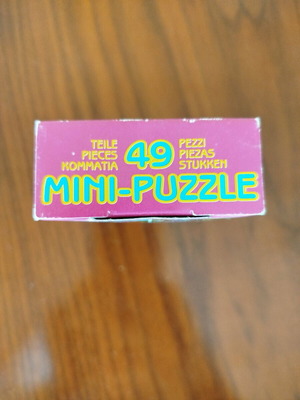 TEILE 49 PEZZI
PIECES PIEZAS
KOMMATIA STUKKEN
MINI-PUZZLE